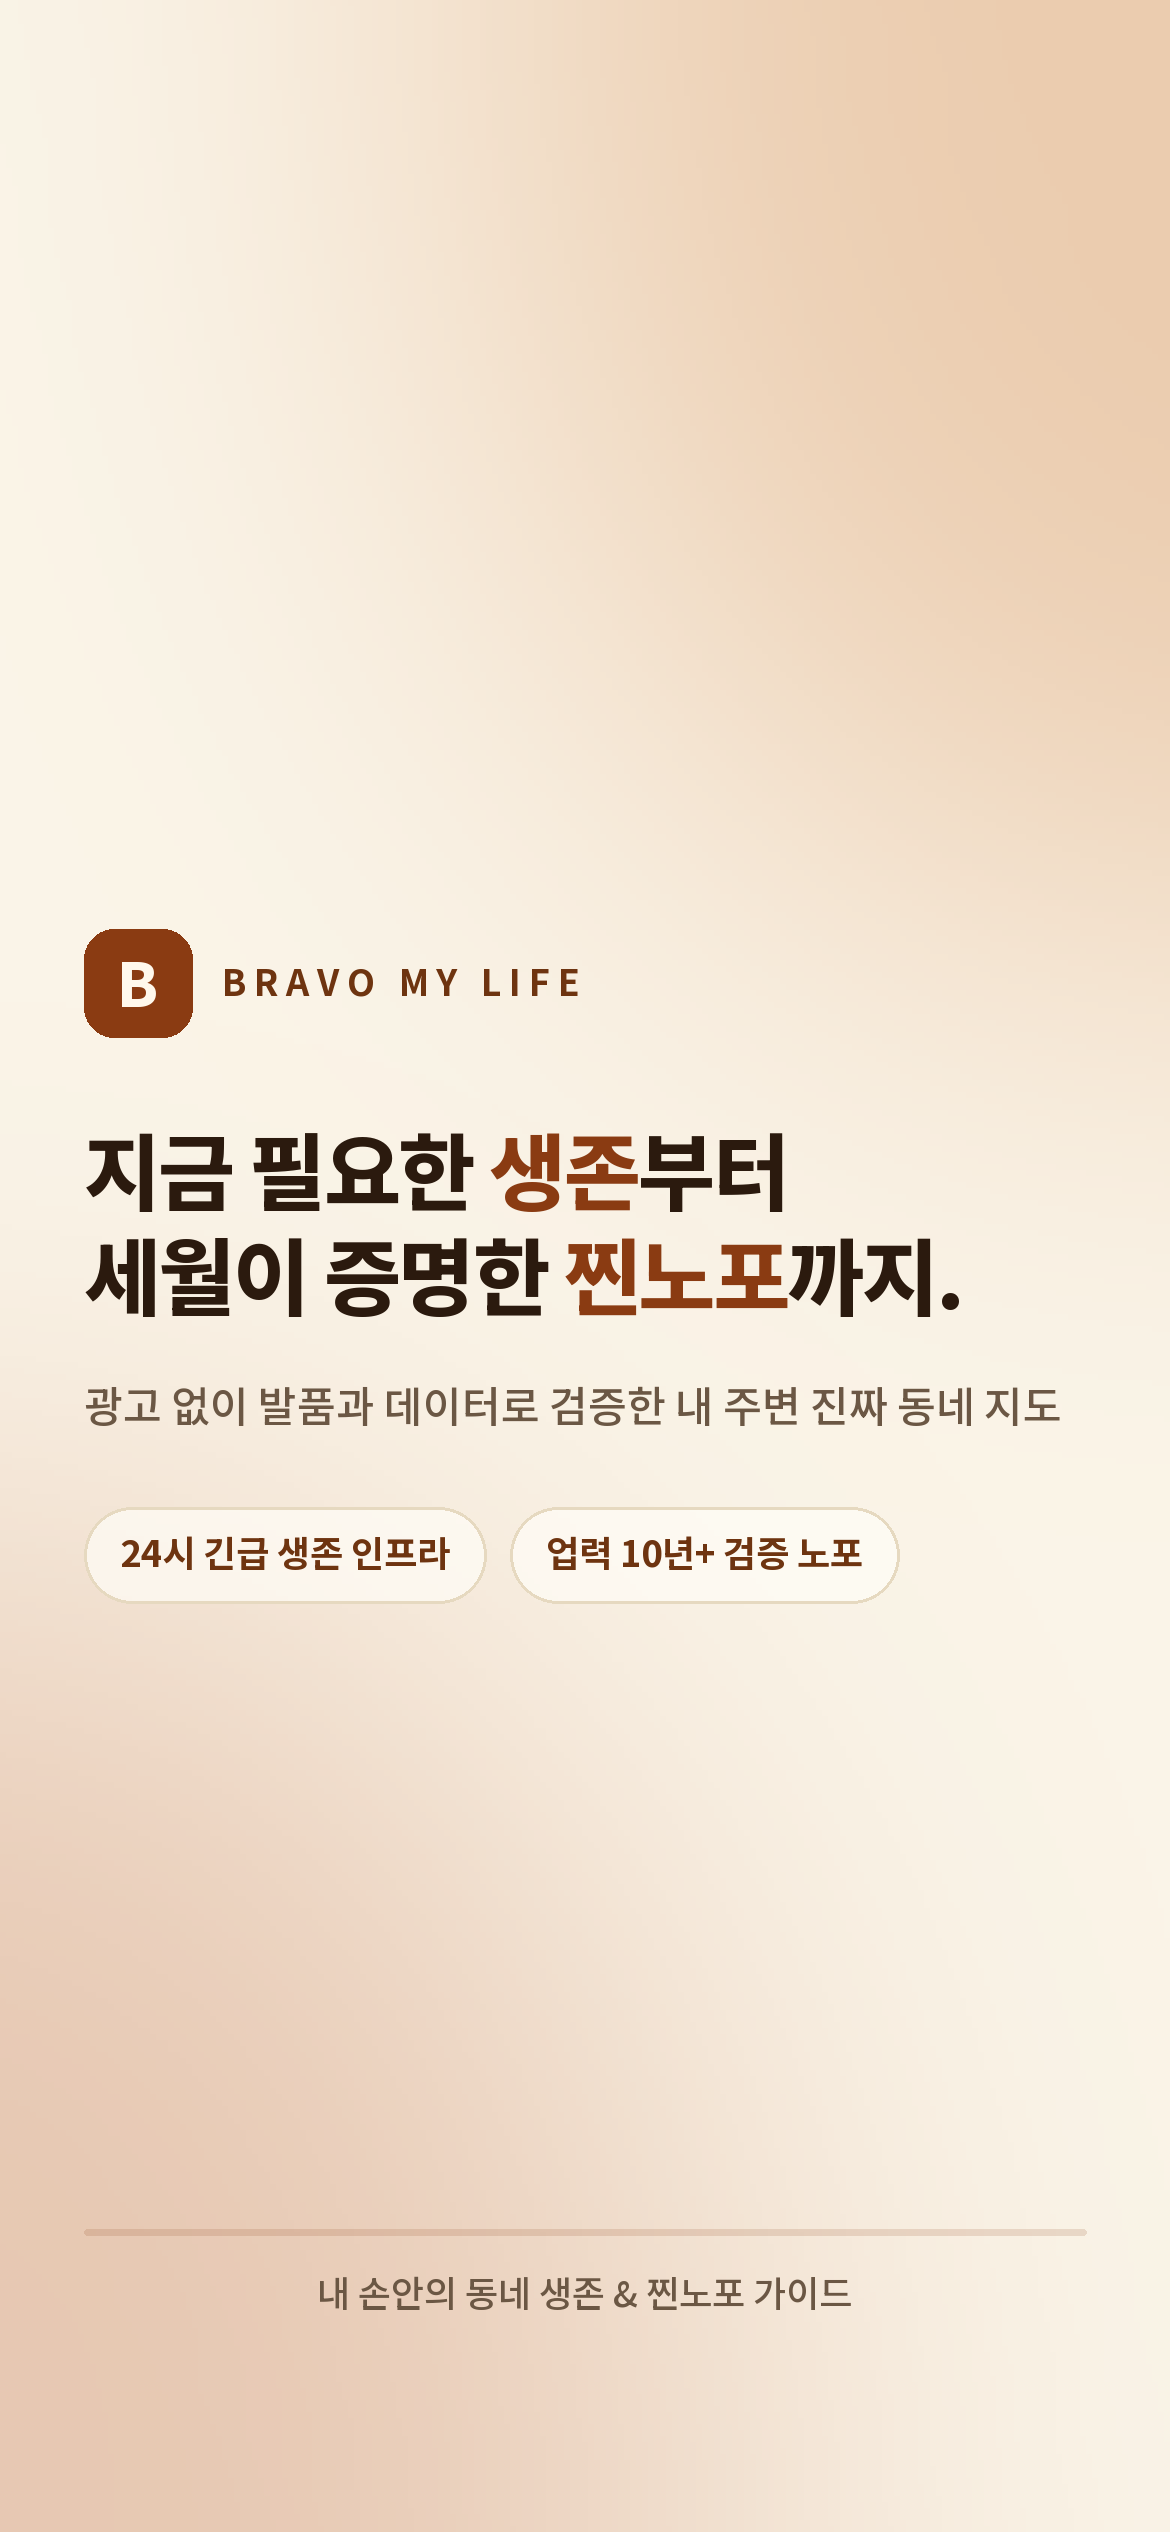 B
BRAVO MY LIFE
지금 필요한 생존부터
세월이 증명한 찐노포까지.
광고 없이 발품과 데이터로 검증한 내 주변 진짜 동네 지도
24시 긴급 생존 인프라
업력 10년+ 검증 노포
내 손안의 동네 생존 & 찐노포 가이드